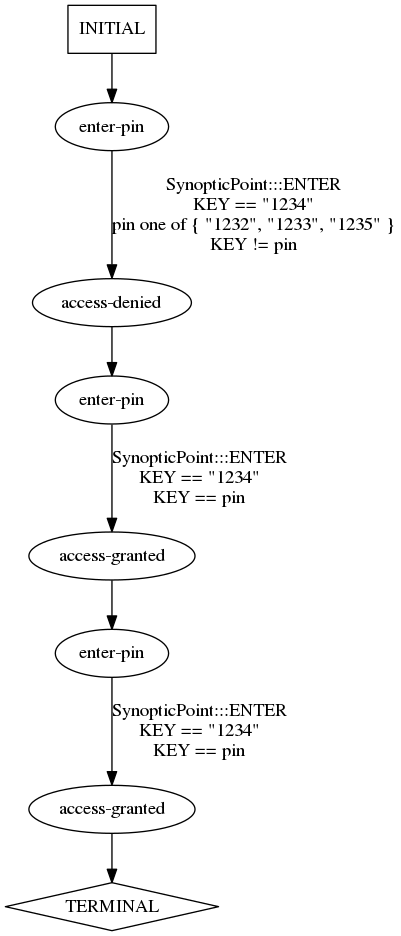 INITIAL
enter-pin
SynopticPoint:::ENTER
KEY == "1234"
pin one of { "1232", "1233", "1235" }
KEY != pin
access-denied
enter-pin
SynopticPoint:::ENTER
KEY == "1234"
KEY == pin
access-granted
enter-pin
SynopticPoint:::ENTER
KEY == "1234"
KEY == pin
access-granted
TERMINAL